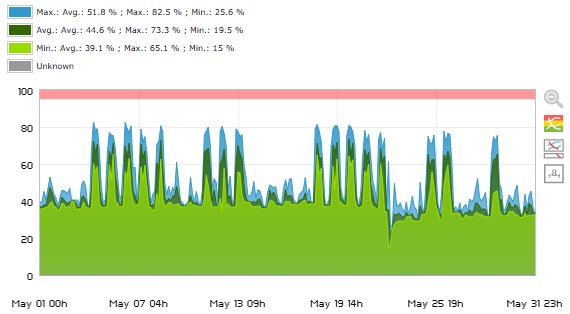 Max.: Avg.: 51.8 % ; Max.: 82.5 % ; Min.: 25.6 %
Avg.: Avg.: 44.6 % ; Max.: 73.3 % ; Min.: 19.5 %
Min.: Avg.: 39.1 % ; Max.: 65.1 % ; Min.: 15 %
Unknown
100
80
60
40
20
0
May 01 00h May 07 04h May 13 09h May 19 14h May 25 19h May 31 23h
,a,